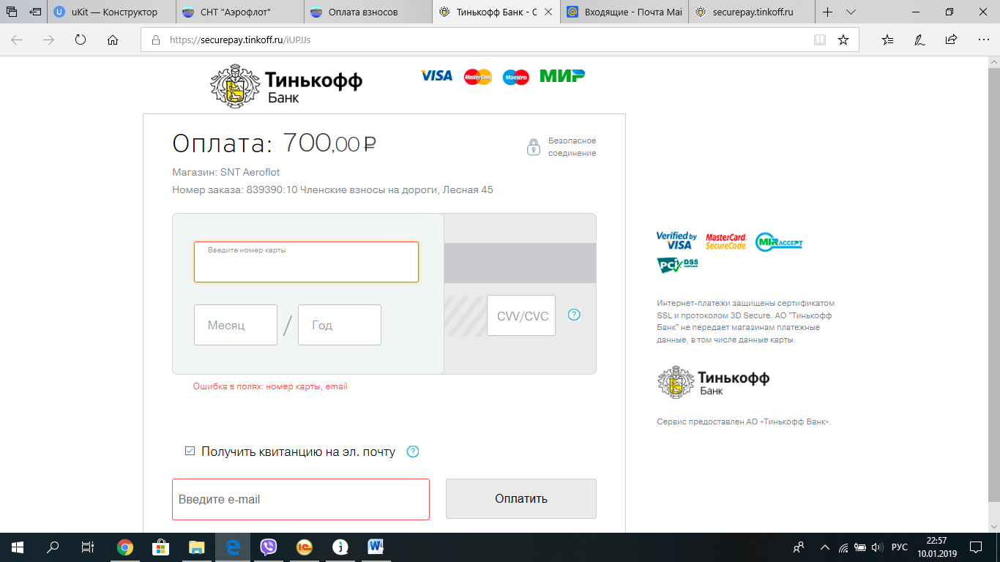 uKit — Конструктор
СНТ "Аэрофлот"
Оплата взносов
Тинькофф Банк - О
Входящие - Почта Mai
securepay.tinkoff.ru
https://securepay.tinkoff.ru/iUPJJs
Тинькофф
Банк
VISA
MasterCard
Maestro
МИР
Оплата: 700,00 ₽
Безопасное
соединение
Магазин: SNT Aeroflot
Номер заказа: 839390:10 Членские взносы на дороги, Лесная 45
Введите номер карты
Месяц / Год
CVV/CVC
?
Ошибка в полях: номер карты, email
Получить квитанцию на эл. почту ?
Введите e-mail
Оплатить
Verified by
VISA
MasterCard.
SecureCode.
MIR ACCEPT
PCI DSS
COMPLIANT
Интернет-платежи защищены сертификатом
SSL и протоколом 3D Secure. АО "Тинькофф
Банк" не передает магазинам платежные
данные, в том числе данные карты.
Тинькофф
Банк
Сервис предоставлен АО «Тинькофф Банк».
РУС
22:57
10.01.2019